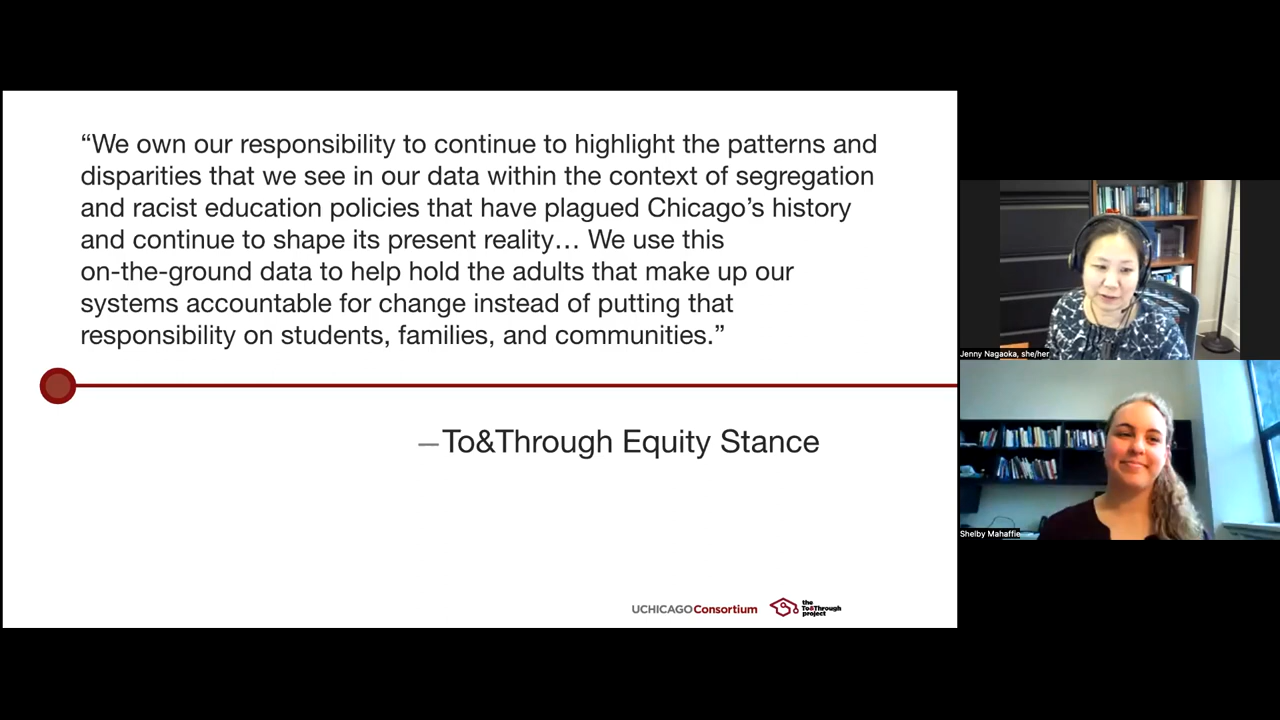 “We own our responsibility to continue to highlight the patterns and
disparities that we see in our data within the context of segregation
and racist education policies that have plagued Chicago’s history
and continue to shape its present reality… We use this
on-the-ground data to help hold the adults that make up our
systems accountable for change instead of putting that
responsibility on students, families, and communities.”
—To&Through Equity Stance
UCHICAGOConsortium
the
To&Through
project
Jenny Nagaoka, she/her
Shelby Mahaffie